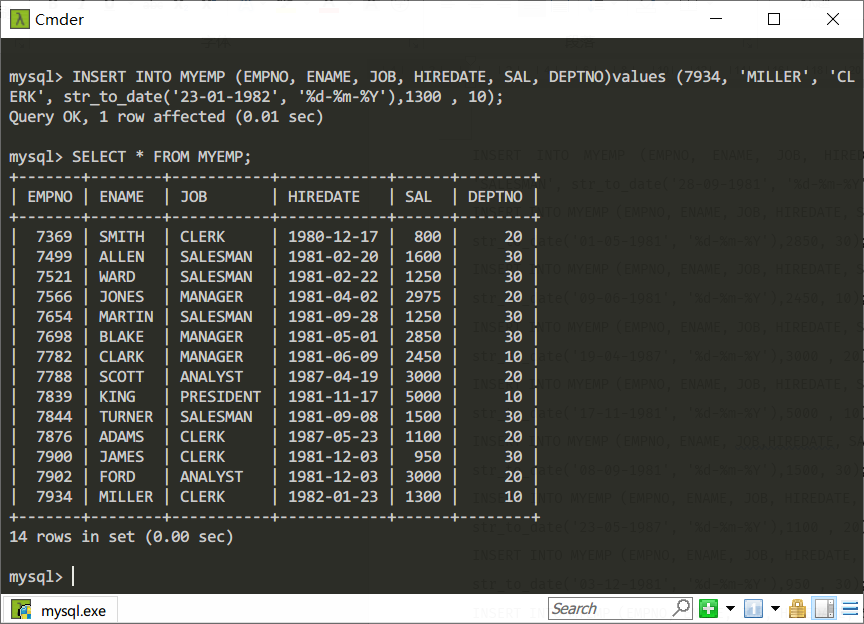 Cmder
mysql> INSERT INTO MYEMP (EMPNO, ENAME, JOB, HIREDATE, SAL, DEPTNO)values (7934, 'MILLER', 'CL
ERK', str_to_date('23-01-1982', '%d-%m-%Y'),1300 , 10);
Query OK, 1 row affected (0.01 sec)
mysql> SELECT * FROM MYEMP;
+-------+--------+-----------+------------+------+--------+
| EMPNO | ENAME  | JOB       | HIREDATE   | SAL  | DEPTNO |
+-------+--------+-----------+------------+------+--------+
|  7369 | SMITH  | CLERK     | 1980-12-17 |  800 |     20 |
|  7499 | ALLEN  | SALESMAN  | 1981-02-20 | 1600 |     30 |
|  7521 | WARD   | SALESMAN  | 1981-02-22 | 1250 |     30 |
|  7566 | JONES  | MANAGER   | 1981-04-02 | 2975 |     20 |
|  7654 | MARTIN | SALESMAN  | 1981-09-28 | 1250 |     30 |
|  7698 | BLAKE  | MANAGER   | 1981-05-01 | 2850 |     30 |
|  7782 | CLARK  | MANAGER   | 1981-06-09 | 2450 |     10 |
|  7788 | SCOTT  | ANALYST   | 1987-04-19 | 3000 |     20 |
|  7839 | KING   | PRESIDENT | 1981-11-17 | 5000 |     10 |
|  7844 | TURNER | SALESMAN  | 1981-09-08 | 1500 |     30 |
|  7876 | ADAMS  | CLERK     | 1987-05-23 | 1100 |     20 |
|  7900 | JAMES  | CLERK     | 1981-12-03 |  950 |     30 |
|  7902 | FORD   | ANALYST   | 1981-12-03 | 3000 |     20 |
|  7934 | MILLER | CLERK     | 1982-01-23 | 1300 |     10 |
+-------+--------+-----------+------------+------+--------+
14 rows in set (0.00 sec)
mysql>
mysql.exe
Search
1